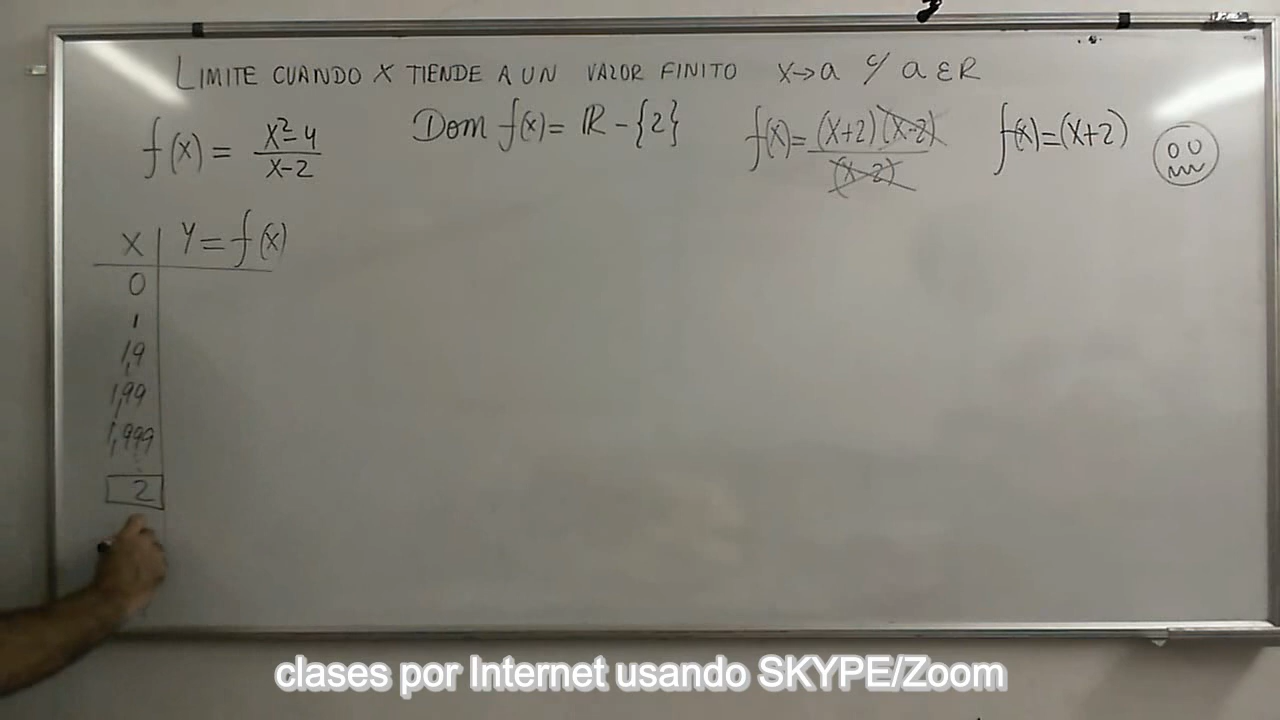 LIMITE CUANDO X TIENDE A UN VALOR FINITO X→a c/ a ∈ R
f(x) = (x²-4)/(x-2) Dom f(x) = R - {2} f(x) = (x+2)(x-2)/(x-2) f(x) = (x+2)
X | Y = f(x)
0
1
1,9
1,99
1,999
2
clases por Internet usando SKYPE/Zoom